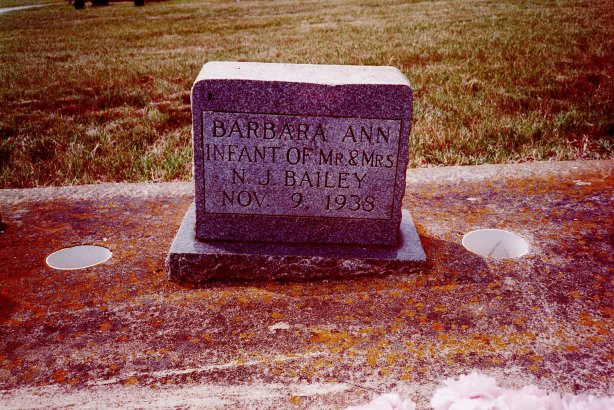 BARBARA ANN
INFANT OF MR & MRS.
N. J. BAILEY
NOV. 9, 1938